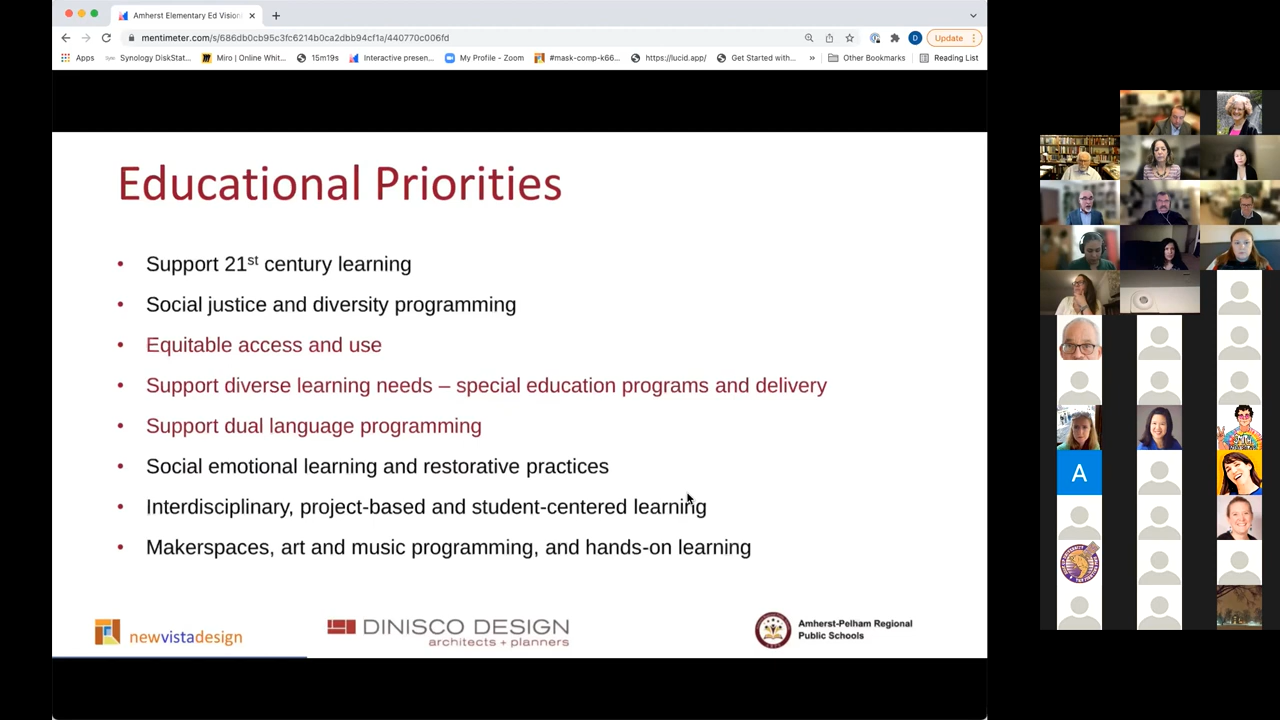 Amherst Elementary Ed Vision
mentimeter.com/s/686db0cb95c3fc6214b0ca2dbb94cf1a/440770c006fd
Update
Apps
Synology DiskStat...
Miro | Online Whit...
15m19s
Interactive presen...
My Profile - Zoom
#mask-comp-k66...
https://lucid.app/
Get Started with...
»
Other Bookmarks
Reading List
Educational Priorities
• Support 21st century learning
• Social justice and diversity programming
• Equitable access and use
• Support diverse learning needs – special education programs and delivery
• Support dual language programming
• Social emotional learning and restorative practices
• Interdisciplinary, project-based and student-centered learning
• Makerspaces, art and music programming, and hands-on learning
newvistadesign
DINISCO DESIGN
architects + planners
Amherst-Pelham Regional
Public Schools
D
A